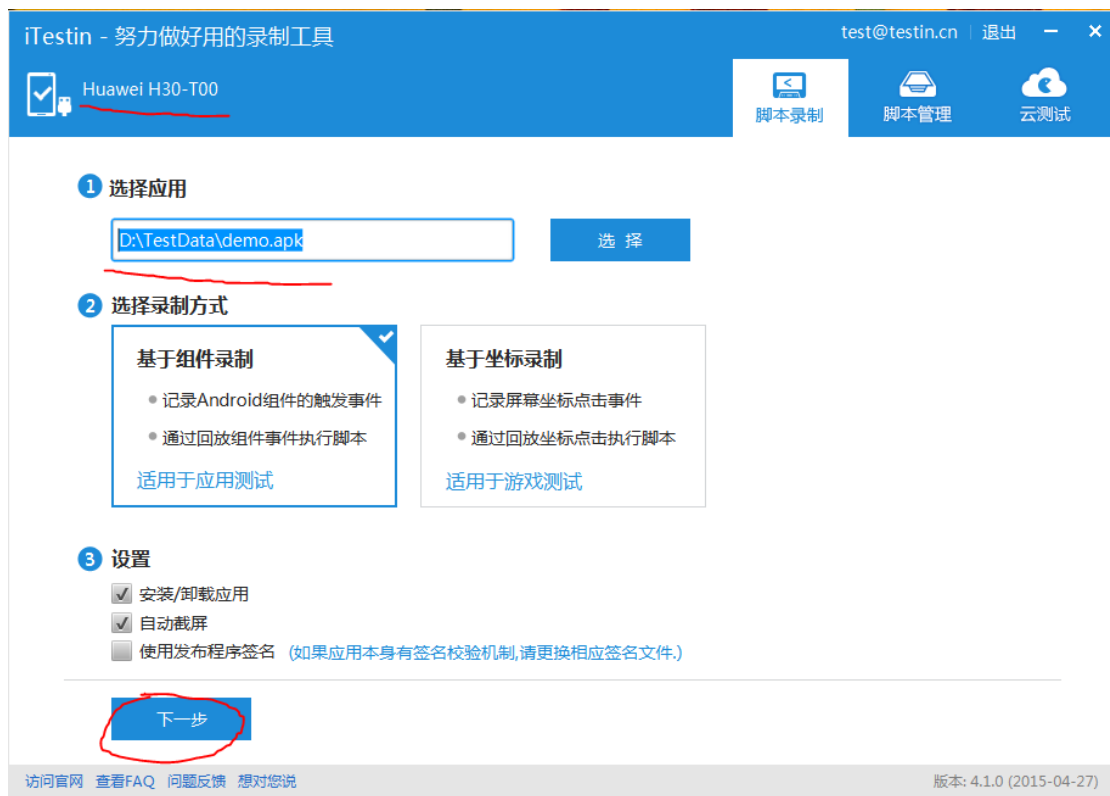 iTestin - 努力做好用的录制工具 test@testin.cn 退出
Huawei H30-T00
脚本录制 脚本管理 云测试
1 选择应用
D:\TestData\demo.apk 选 择
2 选择录制方式
基于组件录制
记录Android组件的触发事件
通过回放组件事件执行脚本
适用于应用测试
基于坐标录制
记录屏幕坐标点击事件
通过回放坐标点击执行脚本
适用于游戏测试
3 设置
安装/卸载应用
自动截屏
使用发布程序签名 (如果应用本身有签名校验机制,请更换相应签名文件.)
下一步
访问官网 查看FAQ 问题反馈 想对您说 版本: 4.1.0 (2015-04-27)